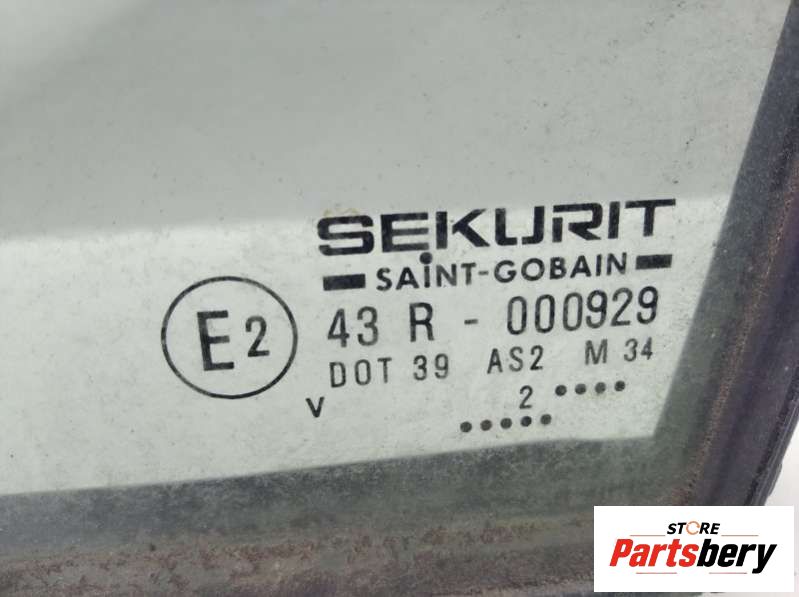 SEKURIT
SAINT-GOBAIN
E2 43 R - 000929
DOT 39 AS2 M 34
V 2 ....
.....
STORE
Partsbery